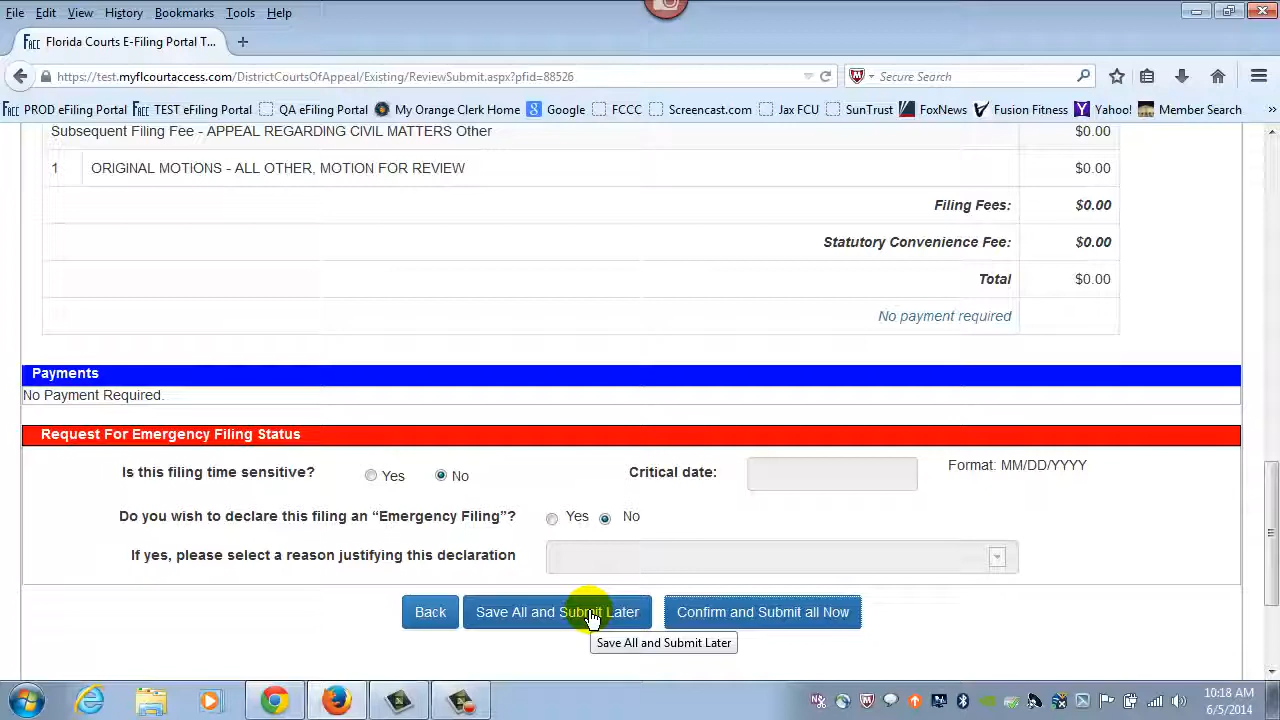 File Edit View History Bookmarks Tools Help
FACC Florida Courts E-Filing Portal T...
https://test.myflcourtaccess.com/DistrictCourtsOfAppeal/Existing/ReviewSubmit.aspx?pfid=88526
Secure Search
FACC PROD eFiling Portal FACC TEST eFiling Portal QA eFiling Portal My Orange Clerk Home Google FCCC Screencast.com Jax FCU SunTrust FoxNews Fusion Fitness Yahoo! Member Search »
Subsequent Filing Fee - APPEAL REGARDING CIVIL MATTERS Other $0.00
1 ORIGINAL MOTIONS - ALL OTHER, MOTION FOR REVIEW $0.00
Filing Fees: $0.00
Statutory Convenience Fee: $0.00
Total $0.00
No payment required
Payments
No Payment Required.
Request For Emergency Filing Status
Is this filing time sensitive? Yes No Critical date: Format: MM/DD/YYYY
Do you wish to declare this filing an “Emergency Filing”? Yes No
If yes, please select a reason justifying this declaration
Back Save All and Submit Later Confirm and Submit all Now
Save All and Submit Later
10:18 AM
6/5/2014